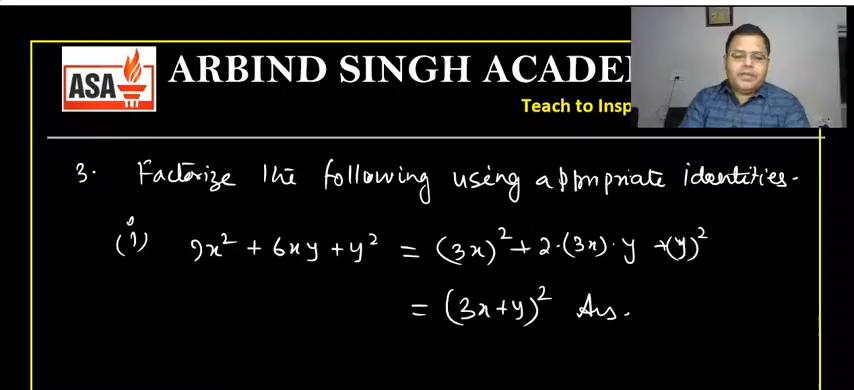 ASA
ARBIND SINGH ACADE
Teach to Insp
3. Factorize the following using appropriate identities.
(i) 9x² + 6xy + y² = (3x)² + 2·(3x)·y + (y)²
= (3x+y)² Ans.